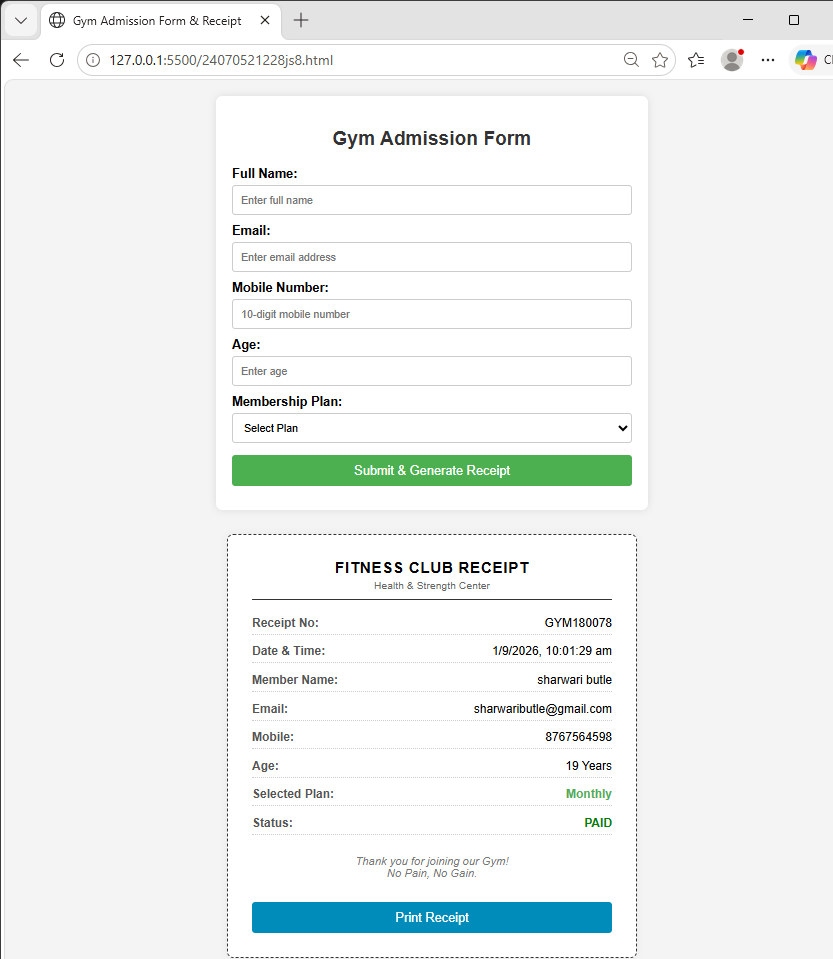 Gym Admission Form & Receipt
127.0.0.1:5500/24070521228js8.html
Gym Admission Form
Full Name:
Enter full name
Email:
Enter email address
Mobile Number:
10-digit mobile number
Age:
Enter age
Membership Plan:
Select Plan
Submit & Generate Receipt
FITNESS CLUB RECEIPT
Health & Strength Center
Receipt No: GYM180078
Date & Time: 1/9/2026, 10:01:29 am
Member Name: sharwari butle
Email: sharwaributle@gmail.com
Mobile: 8767564598
Age: 19 Years
Selected Plan: Monthly
Status: PAID
Thank you for joining our Gym!
No Pain, No Gain.
Print Receipt